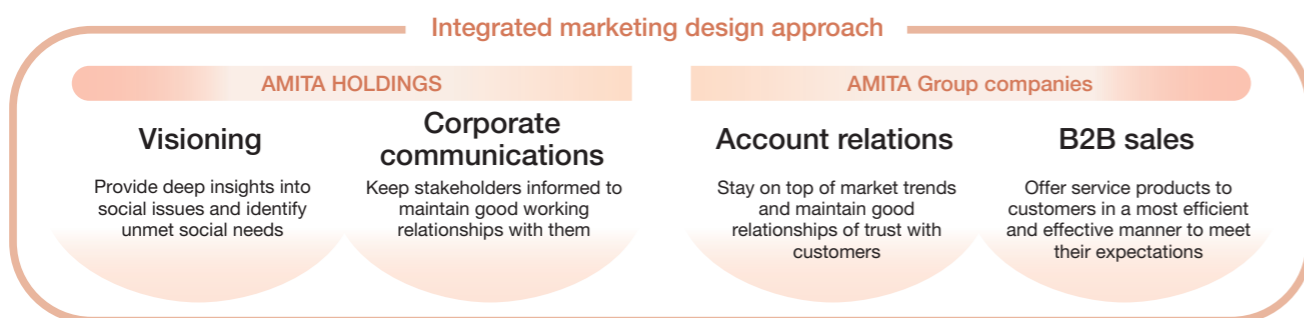 Integrated marketing design approach
AMITA HOLDINGS
Visioning
Provide deep insights into
social issues and identify
unmet social needs
Corporate
communications
Keep stakeholders informed to
maintain good working
relationships with them
AMITA Group companies
Account relations
Stay on top of market trends
and maintain good
relationships of trust with
customers
B2B sales
Offer service products to
customers in a most efficient
and effective manner to meet
their expectations